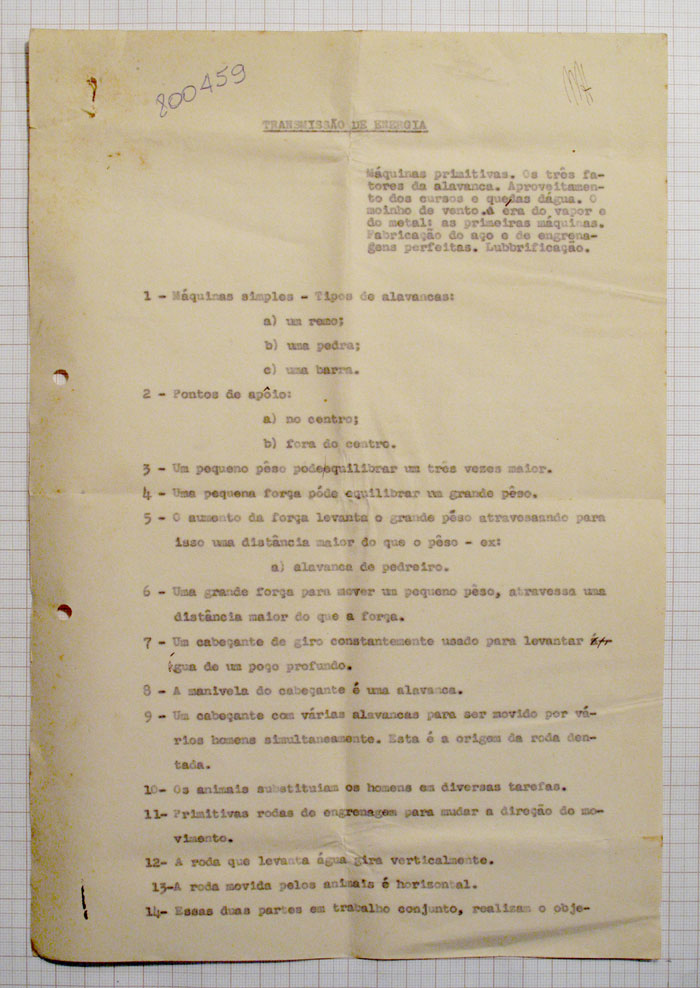 800459
TRANSMISSÃO DE ENERGIA
Máquinas primitivas. Os três fa-
tores da alavanca. Aproveitamen-
to dos cursos e quédas dágua. O
moinho de vento.á éra do vapor e
do metal: as primeiras máquinas.
Fabricação do aço e de engrena-
gens perfeitas. Lubbrificação.
1 - Máquinas simples - Tipos de alavancas:
a) um remo;
b) uma pedra;
c) uma barra.
2 - Pontos de apôio:
a) no centro;
b) fora do centro.
3 - Um pequeno pêso pode equilibrar um três vezes maior.
4 - Uma pequena força póde equilibrar um grande pêso.
5 - O aumento da força levanta o grande pêso atravesaando para
isso uma distância maior do que o pêso - ex:
a) alavanca de pedreiro.
6 - Uma grande força para mover um pequeno pêso, atravessa uma
distância maior do que a força.
7 - Um cabeçante de giro constantemente usado para levantar
água de um poço profundo.
8 - A manivela do cabeçante é uma alavanca.
9 - Um cabeçante com várias alavancas para ser movido por vá-
rios homens simultaneamente. Esta é a origem da roda den-
tada.
10- Os animais substituiam os homens em diversas tarefas.
11- Primitivas rodas de engrenagem para mudar a direção do mo-
vimento.
12- A roda que levanta água gira verticalmente.
13-A roda movida pelos animais é horizontal.
14- Essas duas partes em trabalho conjunto, realizam o obje-